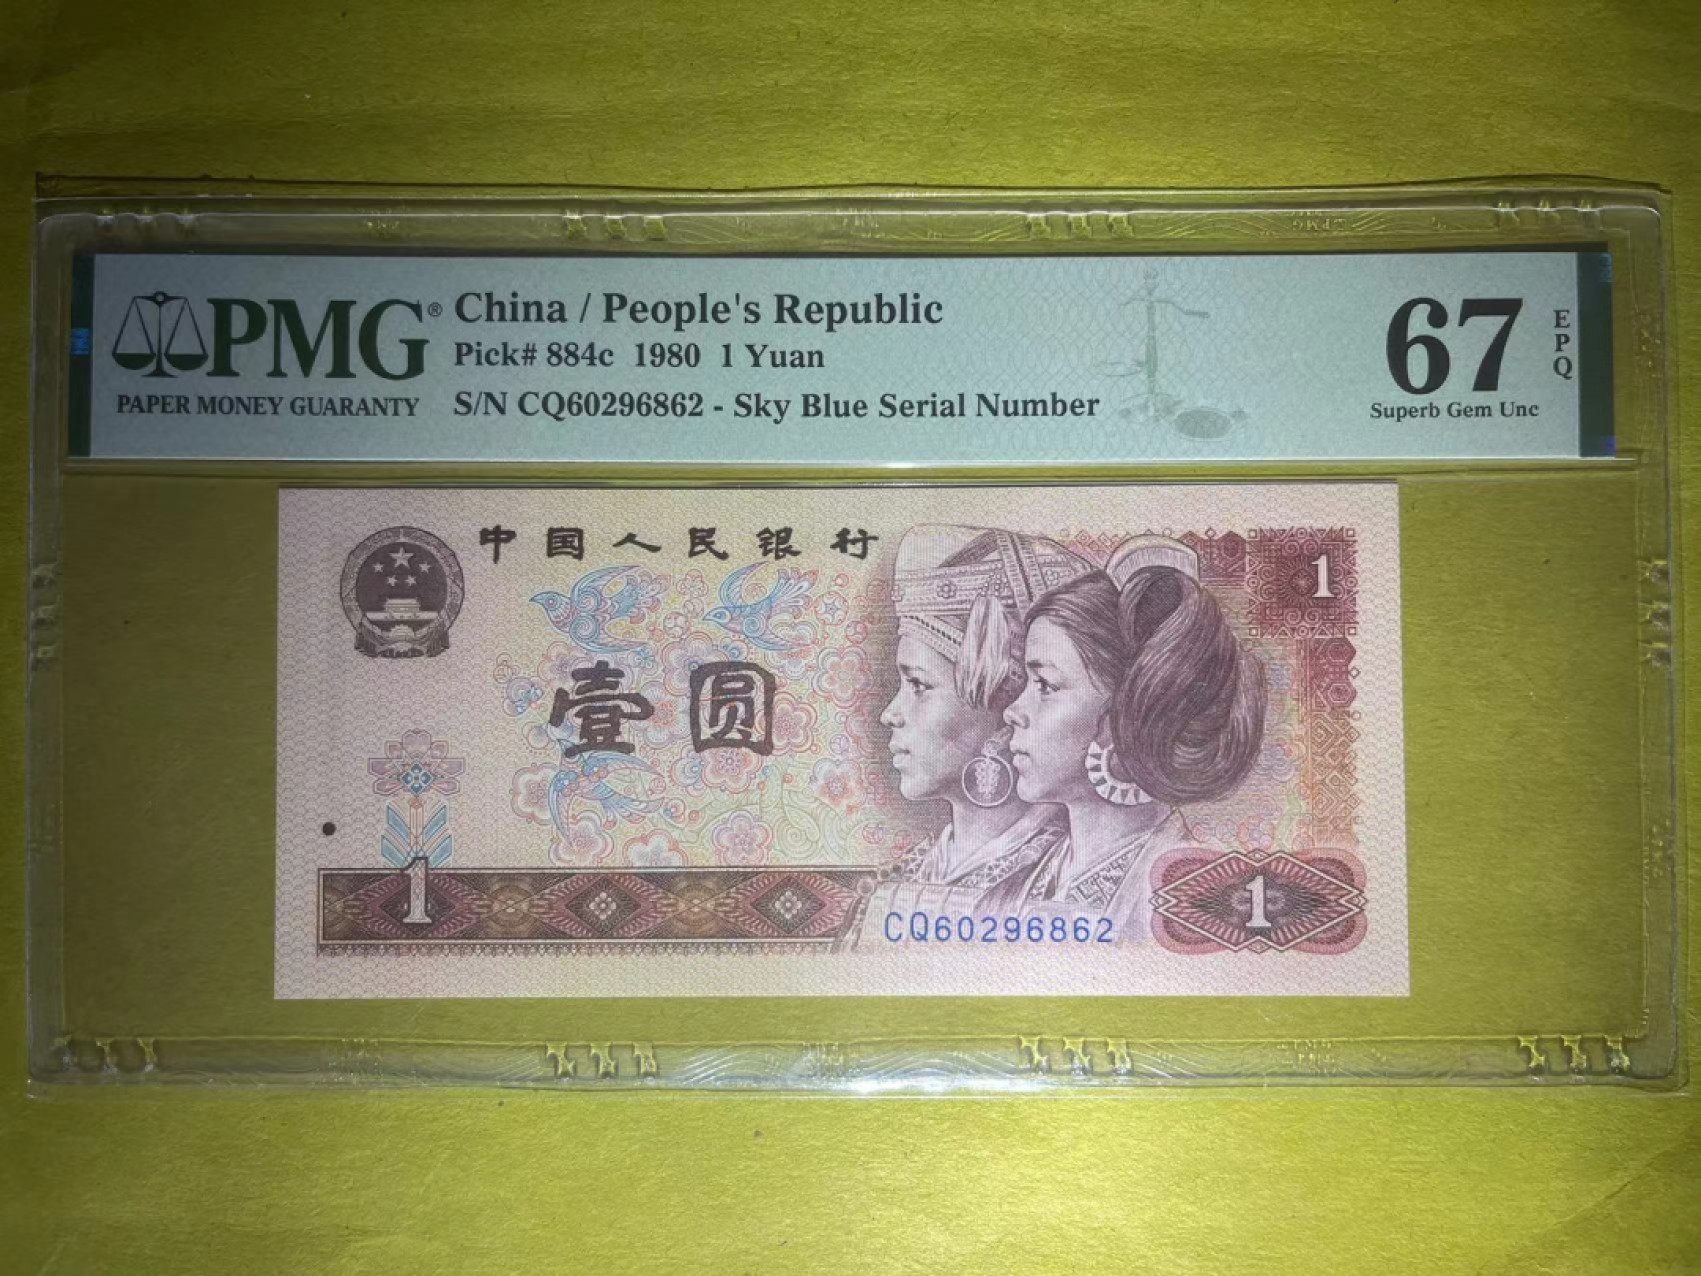 PMG®
PAPER MONEY GUARANTY
China / People's Republic
Pick# 884c 1980 1 Yuan
S/N CQ60296862 - Sky Blue Serial Number
67
EPQ
Superb Gem Unc
中国人民银行
1
壹圆
1
CQ60296862
1